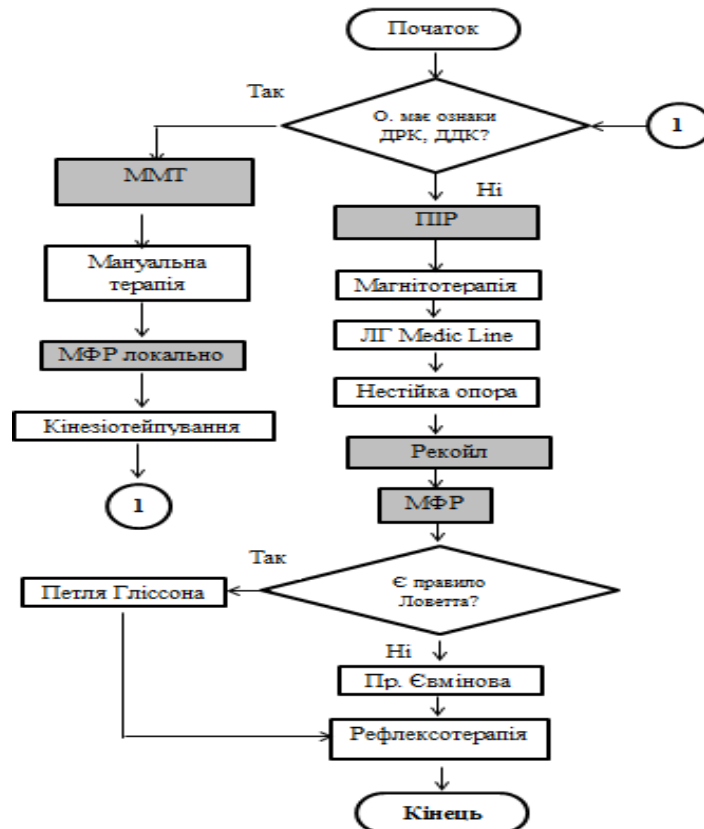 Початок
Так
О. має ознаки
ДРК, ДДК?
1
Ні
ММТ
ПІР
Мануальна
терапія
Магнітотерапія
ЛГ Medic Line
МФР локально
Нестійка опора
Кінезіотейпування
Рекойл
1
МФР
Так
Є правило
Ловетта?
Петля Гліссона
Ні
Пр. Євмінова
Рефлексотерапія
Кінець